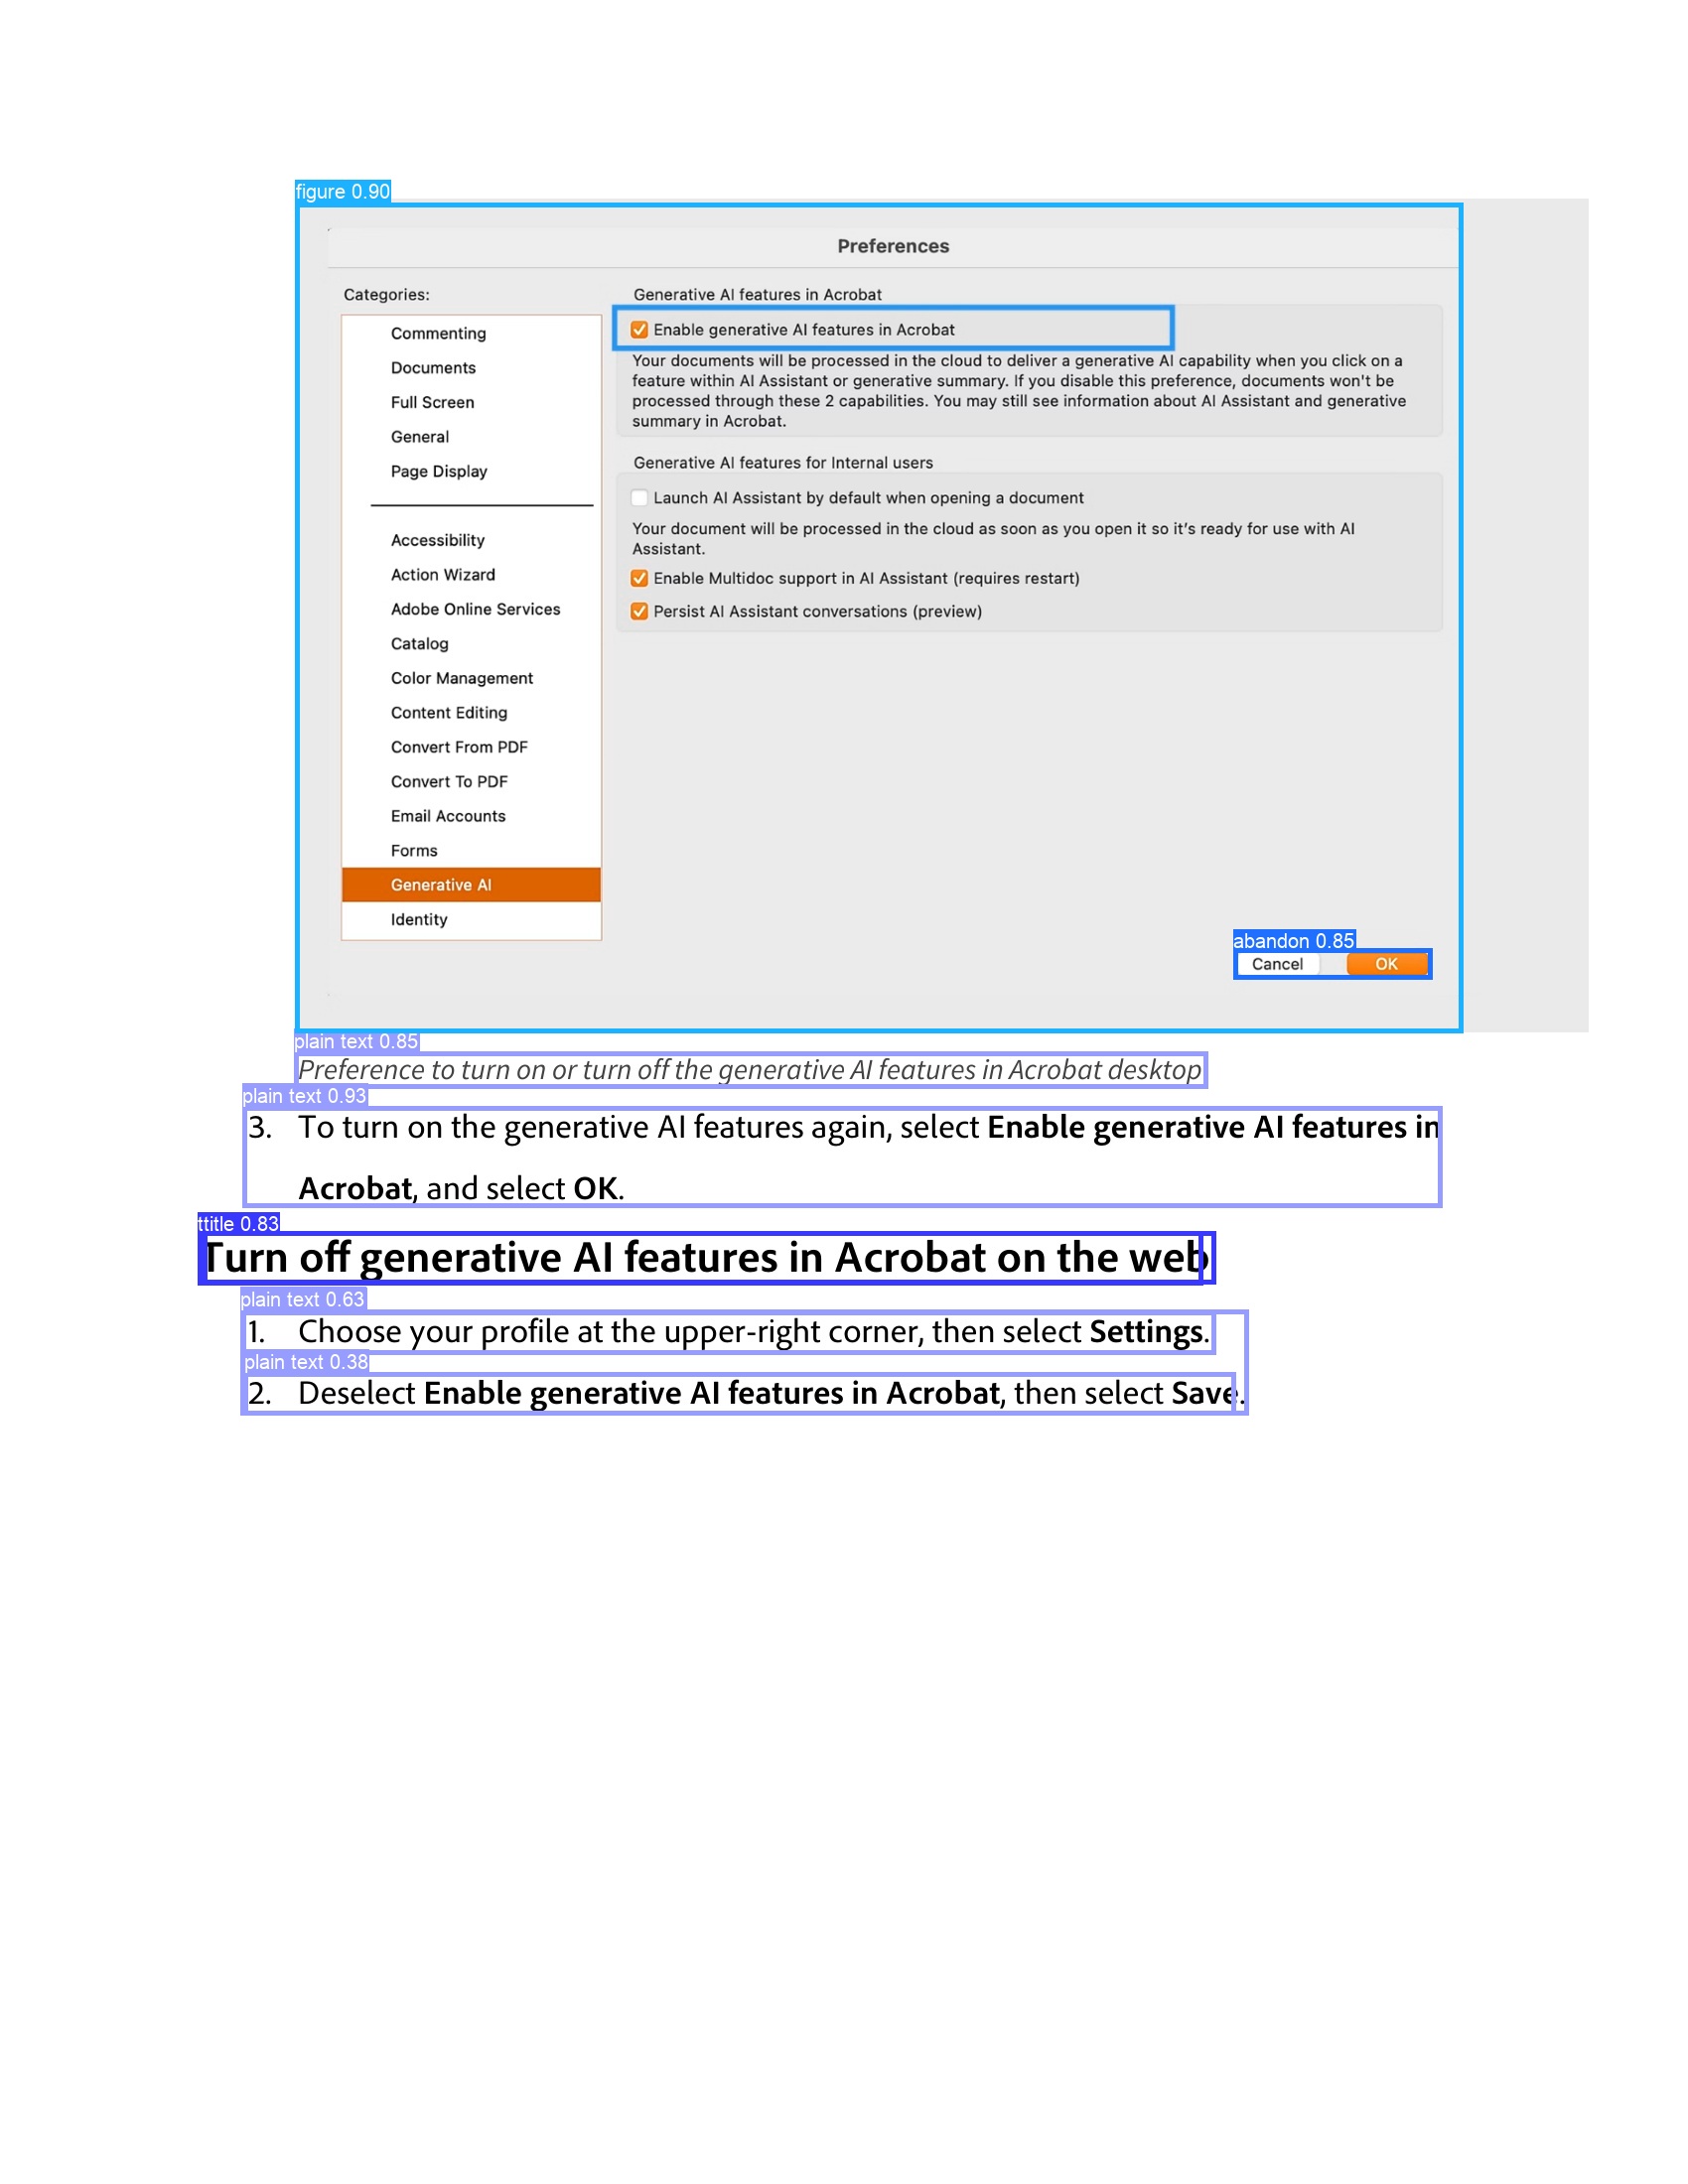 figure 0.90
Preferences
Categories:
Commenting
Documents
Full Screen
General
Page Display
Accessibility
Action Wizard
Adobe Online Services
Catalog
Color Management
Content Editing
Convert From PDF
Convert To PDF
Email Accounts
Forms
Generative AI
Identity
Generative AI features in Acrobat
Enable generative AI features in Acrobat
Your documents will be processed in the cloud to deliver a generative AI capability when you click on a
feature within AI Assistant or generative summary. If you disable this preference, documents won't be
processed through these 2 capabilities. You may still see information about AI Assistant and generative
summary in Acrobat.
Generative AI features for Internal users
Launch AI Assistant by default when opening a document
Your document will be processed in the cloud as soon as you open it so it's ready for use with AI
Assistant.
Enable Multidoc support in AI Assistant (requires restart)
Persist AI Assistant conversations (preview)
abandon 0.85
Cancel OK
plain text 0.85
Preference to turn on or turn off the generative AI features in Acrobat desktop
plain text 0.93
3. To turn on the generative AI features again, select Enable generative AI features in
Acrobat, and select OK.
ttitle 0.83
Turn off generative AI features in Acrobat on the web
plain text 0.63
1. Choose your profile at the upper-right corner, then select Settings.
plain text 0.38
2. Deselect Enable generative AI features in Acrobat, then select Save.